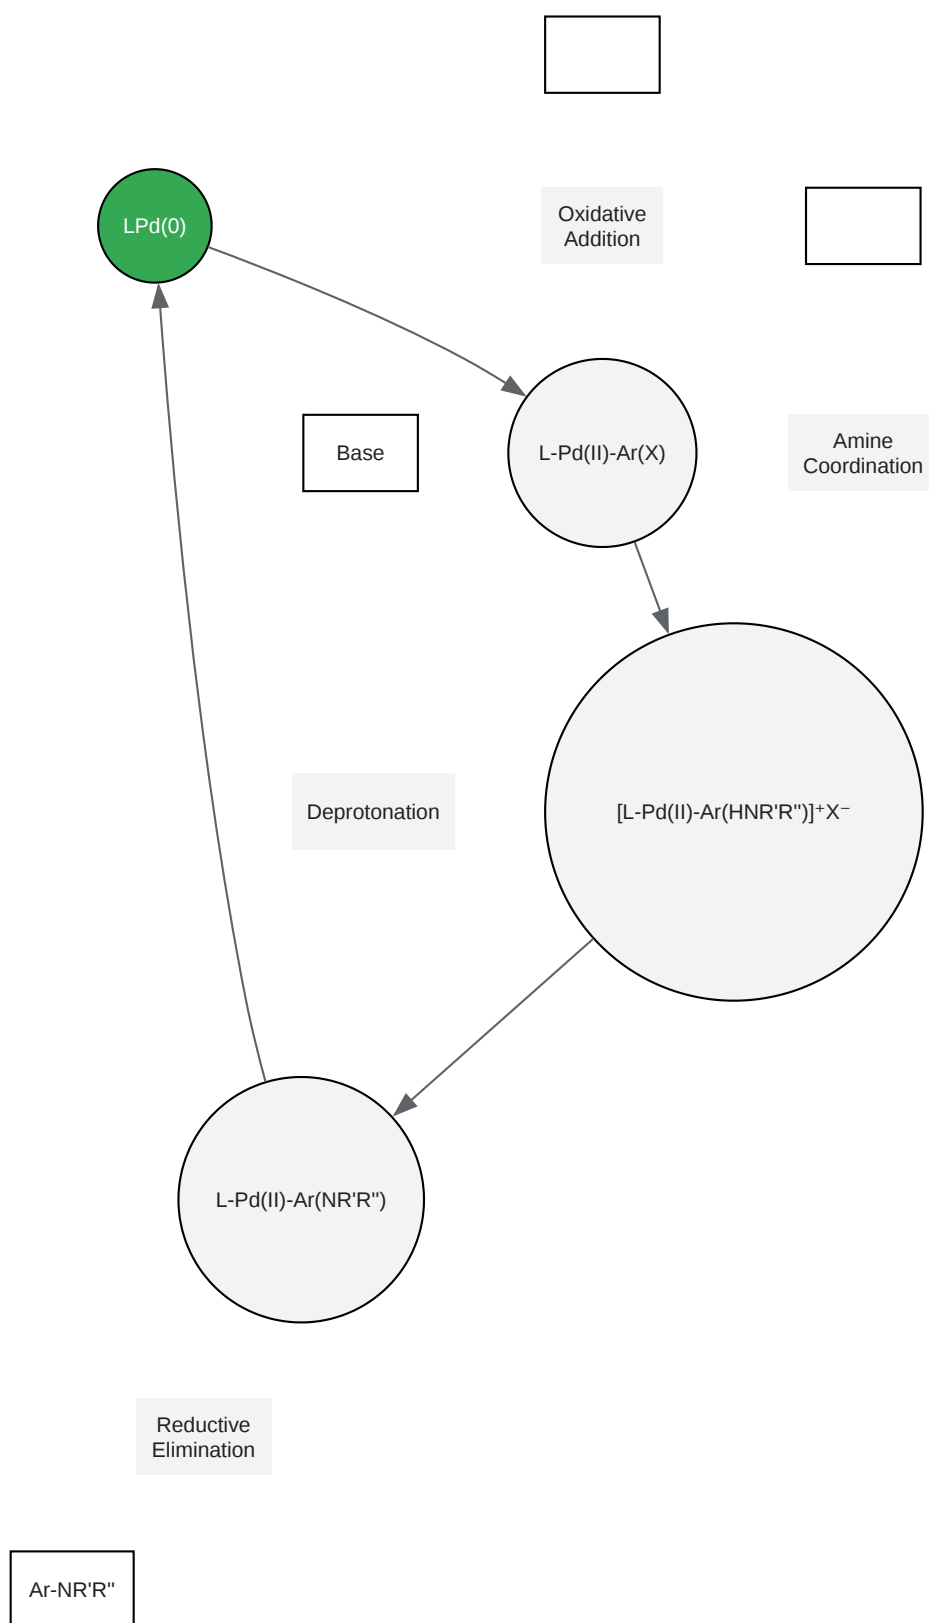 LPd(0)
Oxidative
Addition
Base
L-Pd(II)-Ar(X)
Amine
Coordination
Deprotonation
[L-Pd(II)-Ar(HNR'R")]⁺X⁻
L-Pd(II)-Ar(NR'R")
Reductive
Elimination
Ar-NR'R"